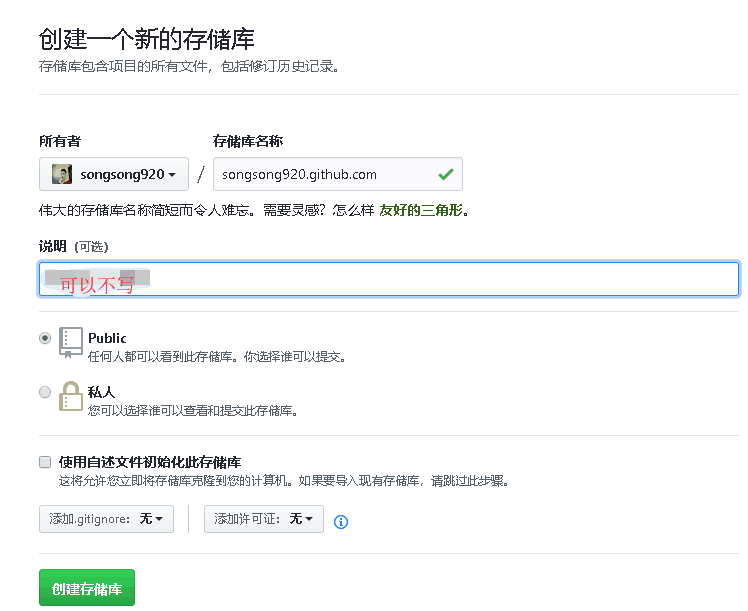 创建一个新的存储库
存储库包含项目的所有文件，包括修订历史记录。
所有者 存储库名称
songsong920 / songsong920.github.com
伟大的存储库名称简短而令人难忘。需要灵感？怎么样 友好的三角形。
说明 (可选)
可以不写
Public
任何人都可以看到此存储库。你选择谁可以提交。
私人
您可以选择谁可以查看和提交此存储库。
使用自述文件初始化此存储库
这将允许您立即将存储库克隆到您的计算机。如果要导入现有存储库，请跳过此步骤。
添加.gitignore: 无 添加许可证: 无
创建存储库